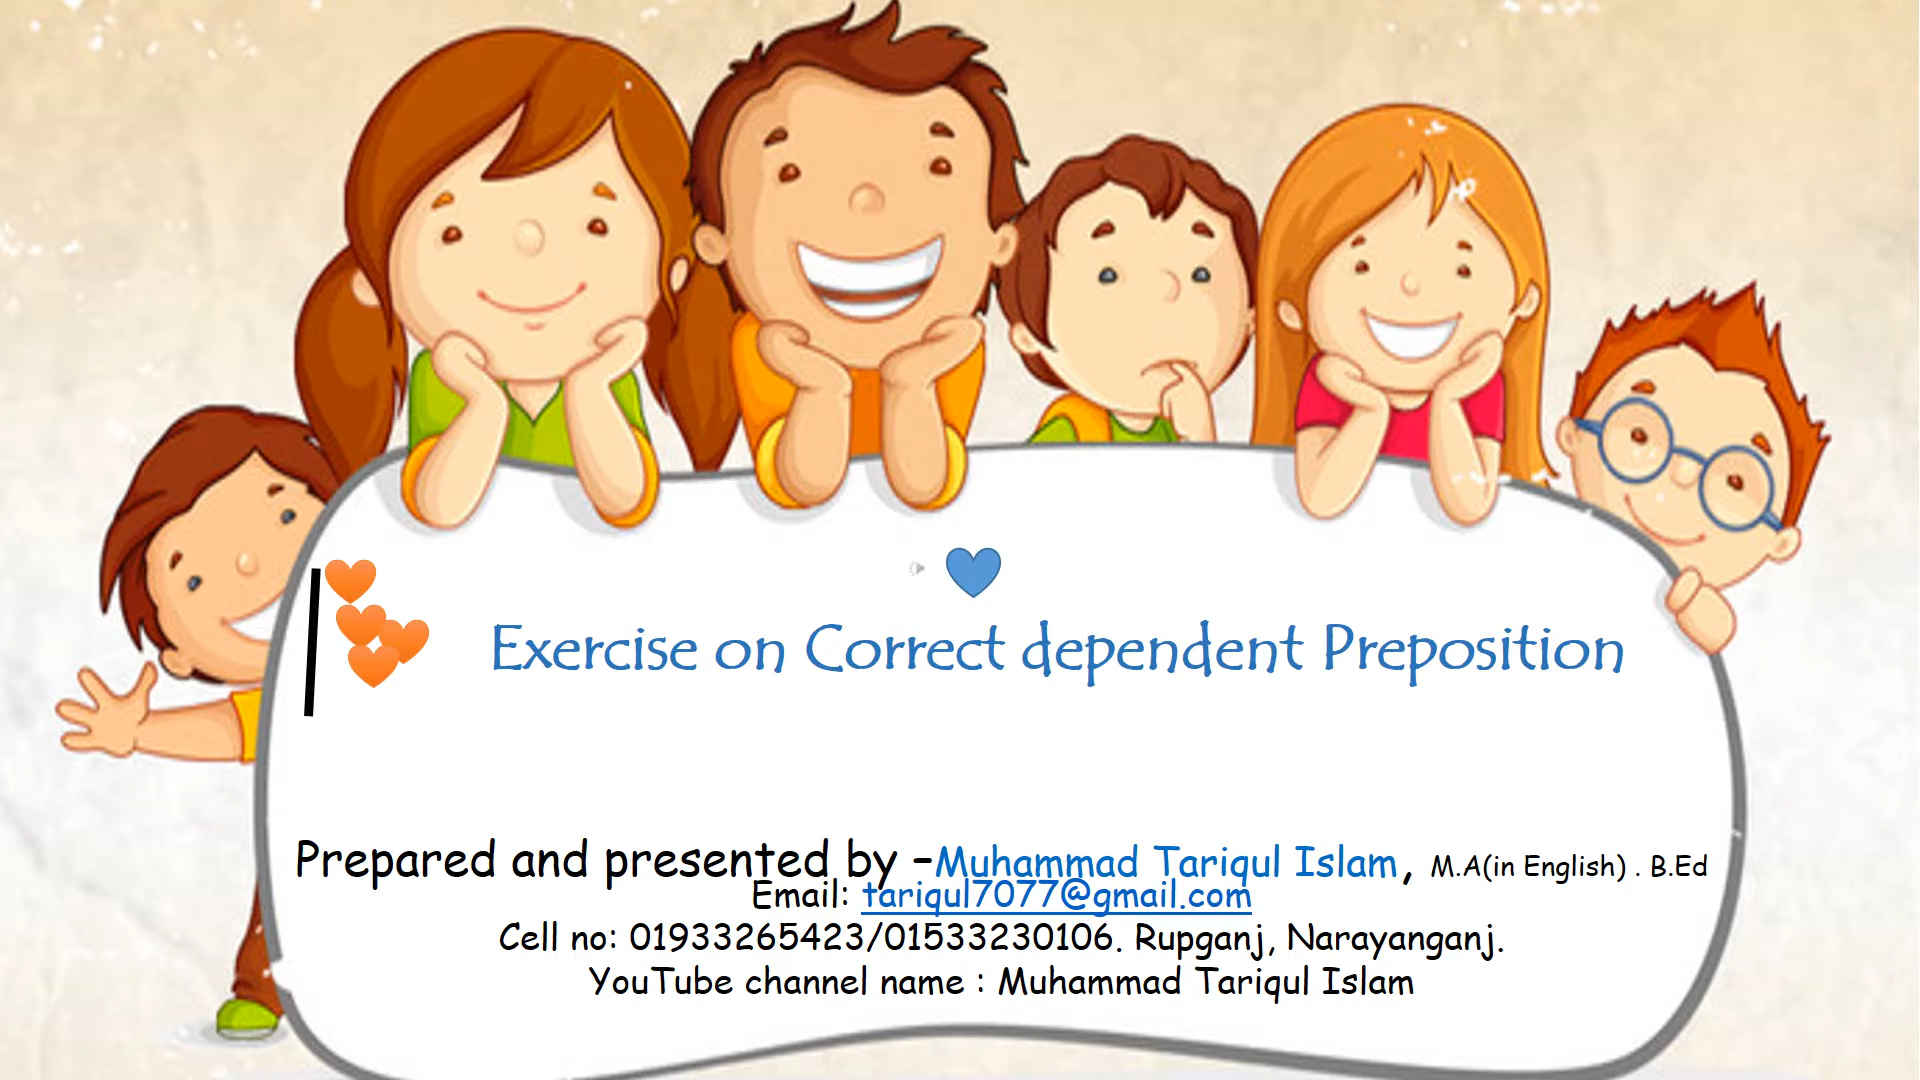 Exercise on Correct dependent Preposition
Prepared and presented by -Muhammad Tariqul Islam, M.A(in English) . B.Ed
Email: tariqul7077@gmail.com
Cell no: 01933265423/01533230106. Rupganj, Narayanganj.
YouTube channel name : Muhammad Tariqul Islam